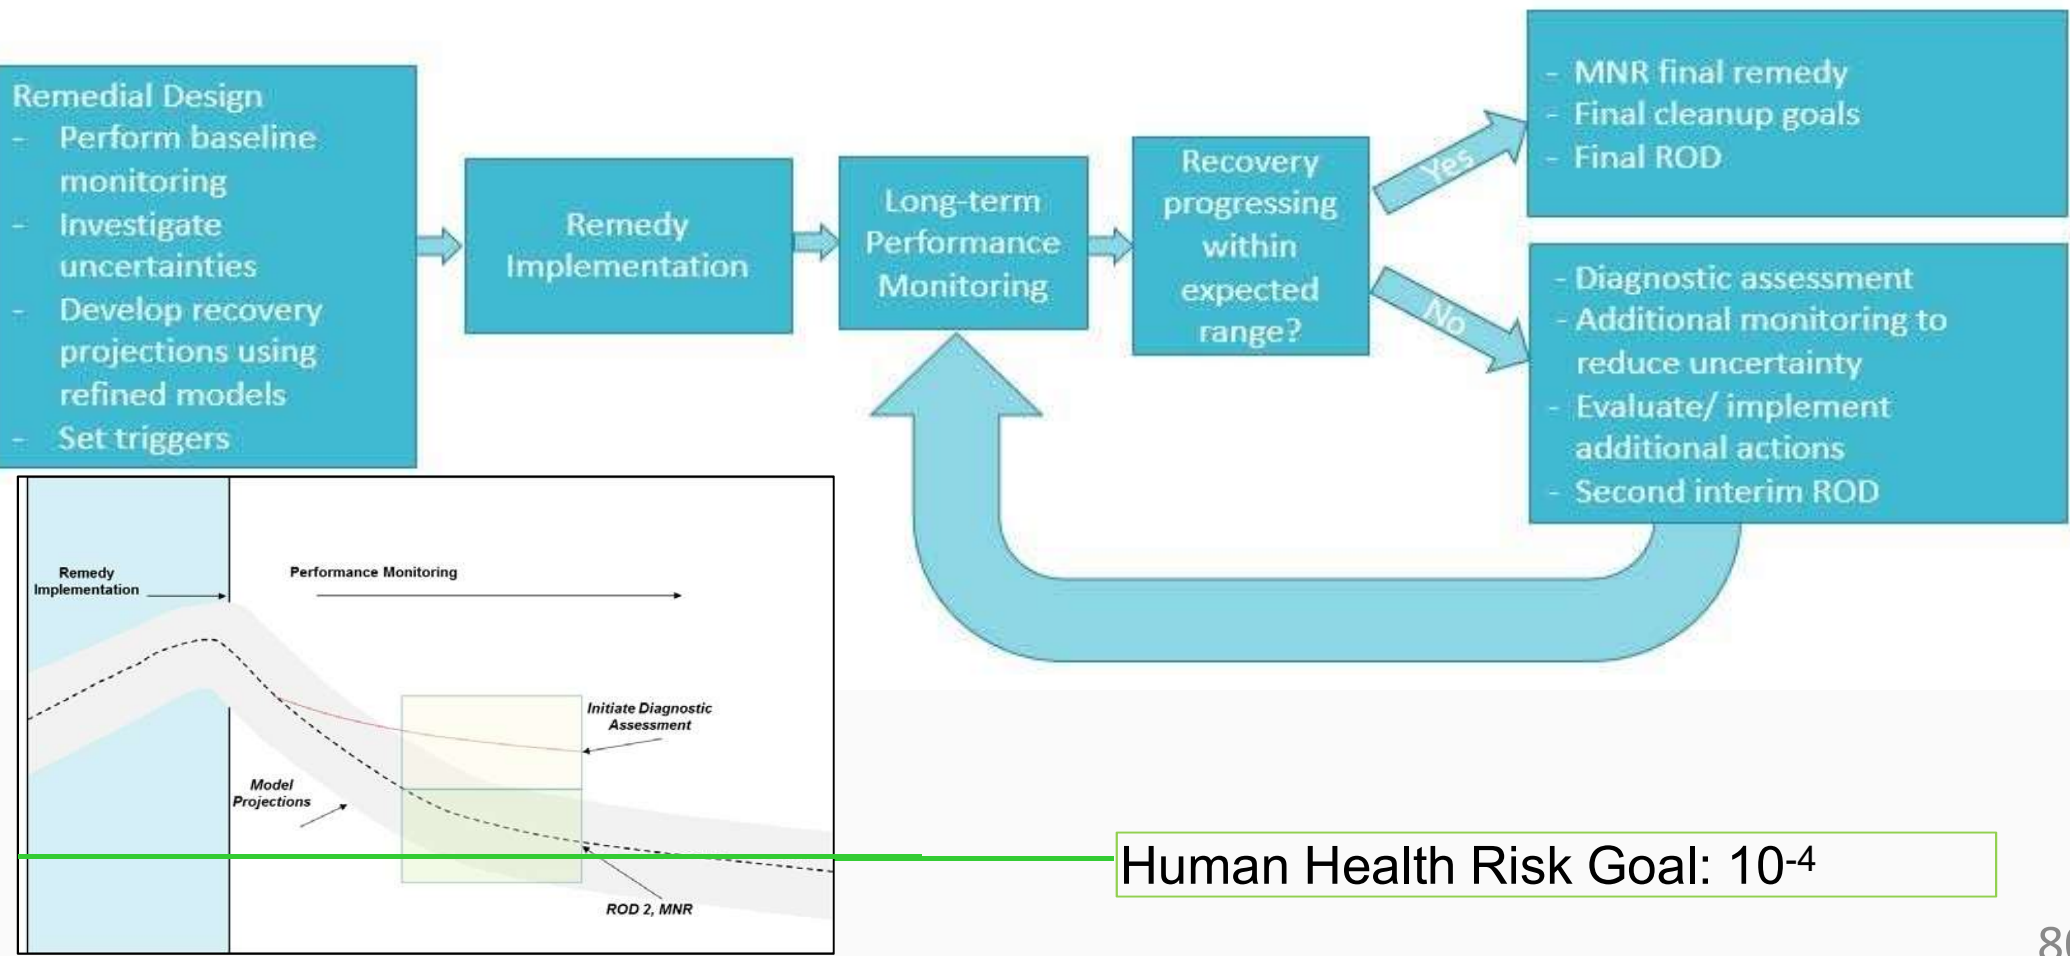 Remedial Design
- Perform baseline
monitoring
- Investigate
uncertainties
- Develop recovery
projections using
refined models
- Set triggers
Remedy
Implementation
Long-term
Performance
Monitoring
Recovery
progressing
within
expected
range?
Yes
- MNR final remedy
- Final cleanup goals
- Final ROD
No
- Diagnostic assessment
- Additional monitoring to
reduce uncertainty
- Evaluate/ implement
additional actions
- Second interim ROD
Remedy
Implementation
Performance Monitoring
Initiate Diagnostic
Assessment
Model
Projections
ROD 2, MNR
Human Health Risk Goal: 10-4